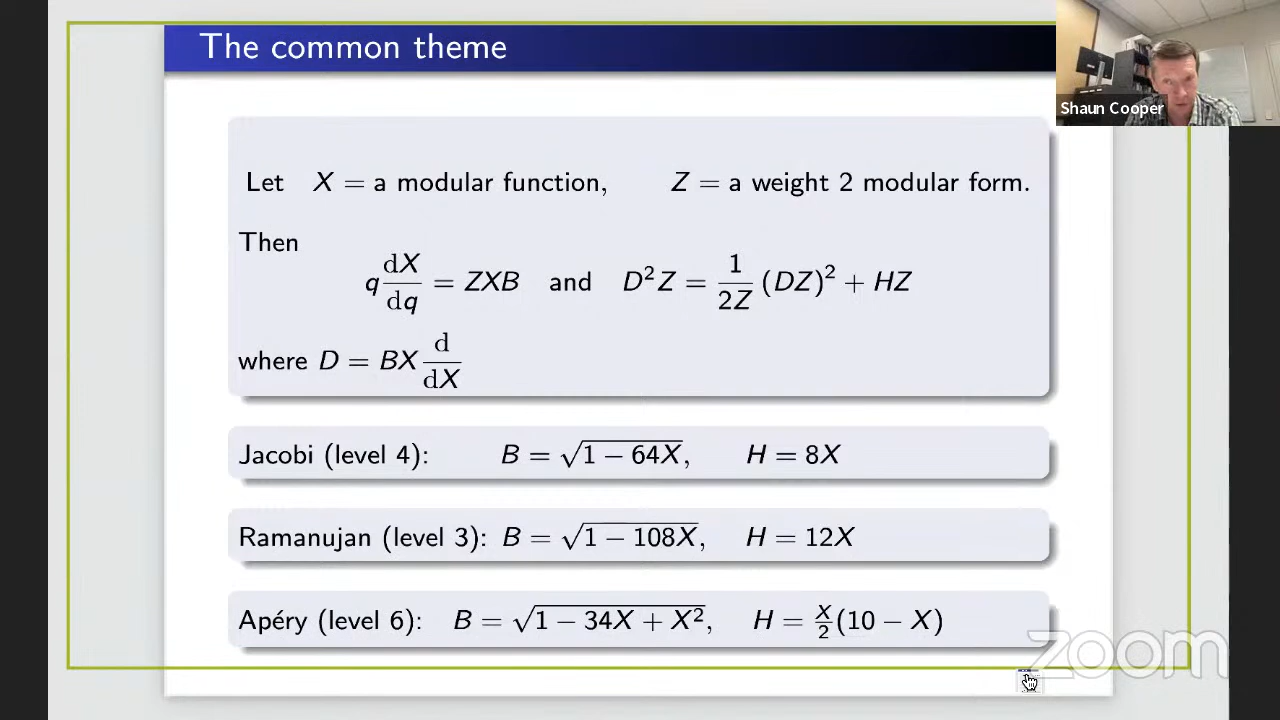 The common theme
Shaun Cooper
Let X = a modular function, Z = a weight 2 modular form.
Then
q dX/dq = ZXB and D²Z = 1/2Z (DZ)² + HZ
where D = BX d/dX
Jacobi (level 4): B = √(1 − 64X), H = 8X
Ramanujan (level 3): B = √(1 − 108X), H = 12X
Apéry (level 6): B = √(1 − 34X + X²), H = X/2(10 − X)
zoom